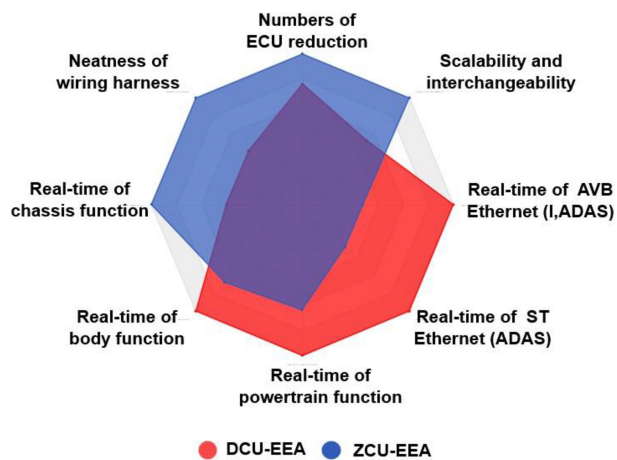 Numbers of
ECU reduction
Neatness of
wiring harness
Scalability and
interchangeability
Real-time of
chassis function
Real-time of AVB
Ethernet (I,ADAS)
Real-time of
body function
Real-time of ST
Ethernet (ADAS)
Real-time of
powertrain function
DCU-EEA
ZCU-EEA